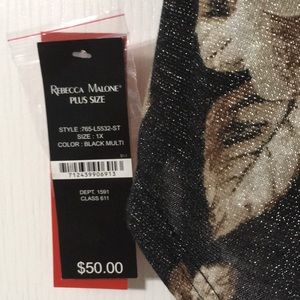 REBECCA MALONE®
PLUS SIZE
STYLE :765-L5532-ST
SIZE : 1X
COLOR : BLACK MULTI
712439906913
DEPT. 1591
CLASS 611
$50.00